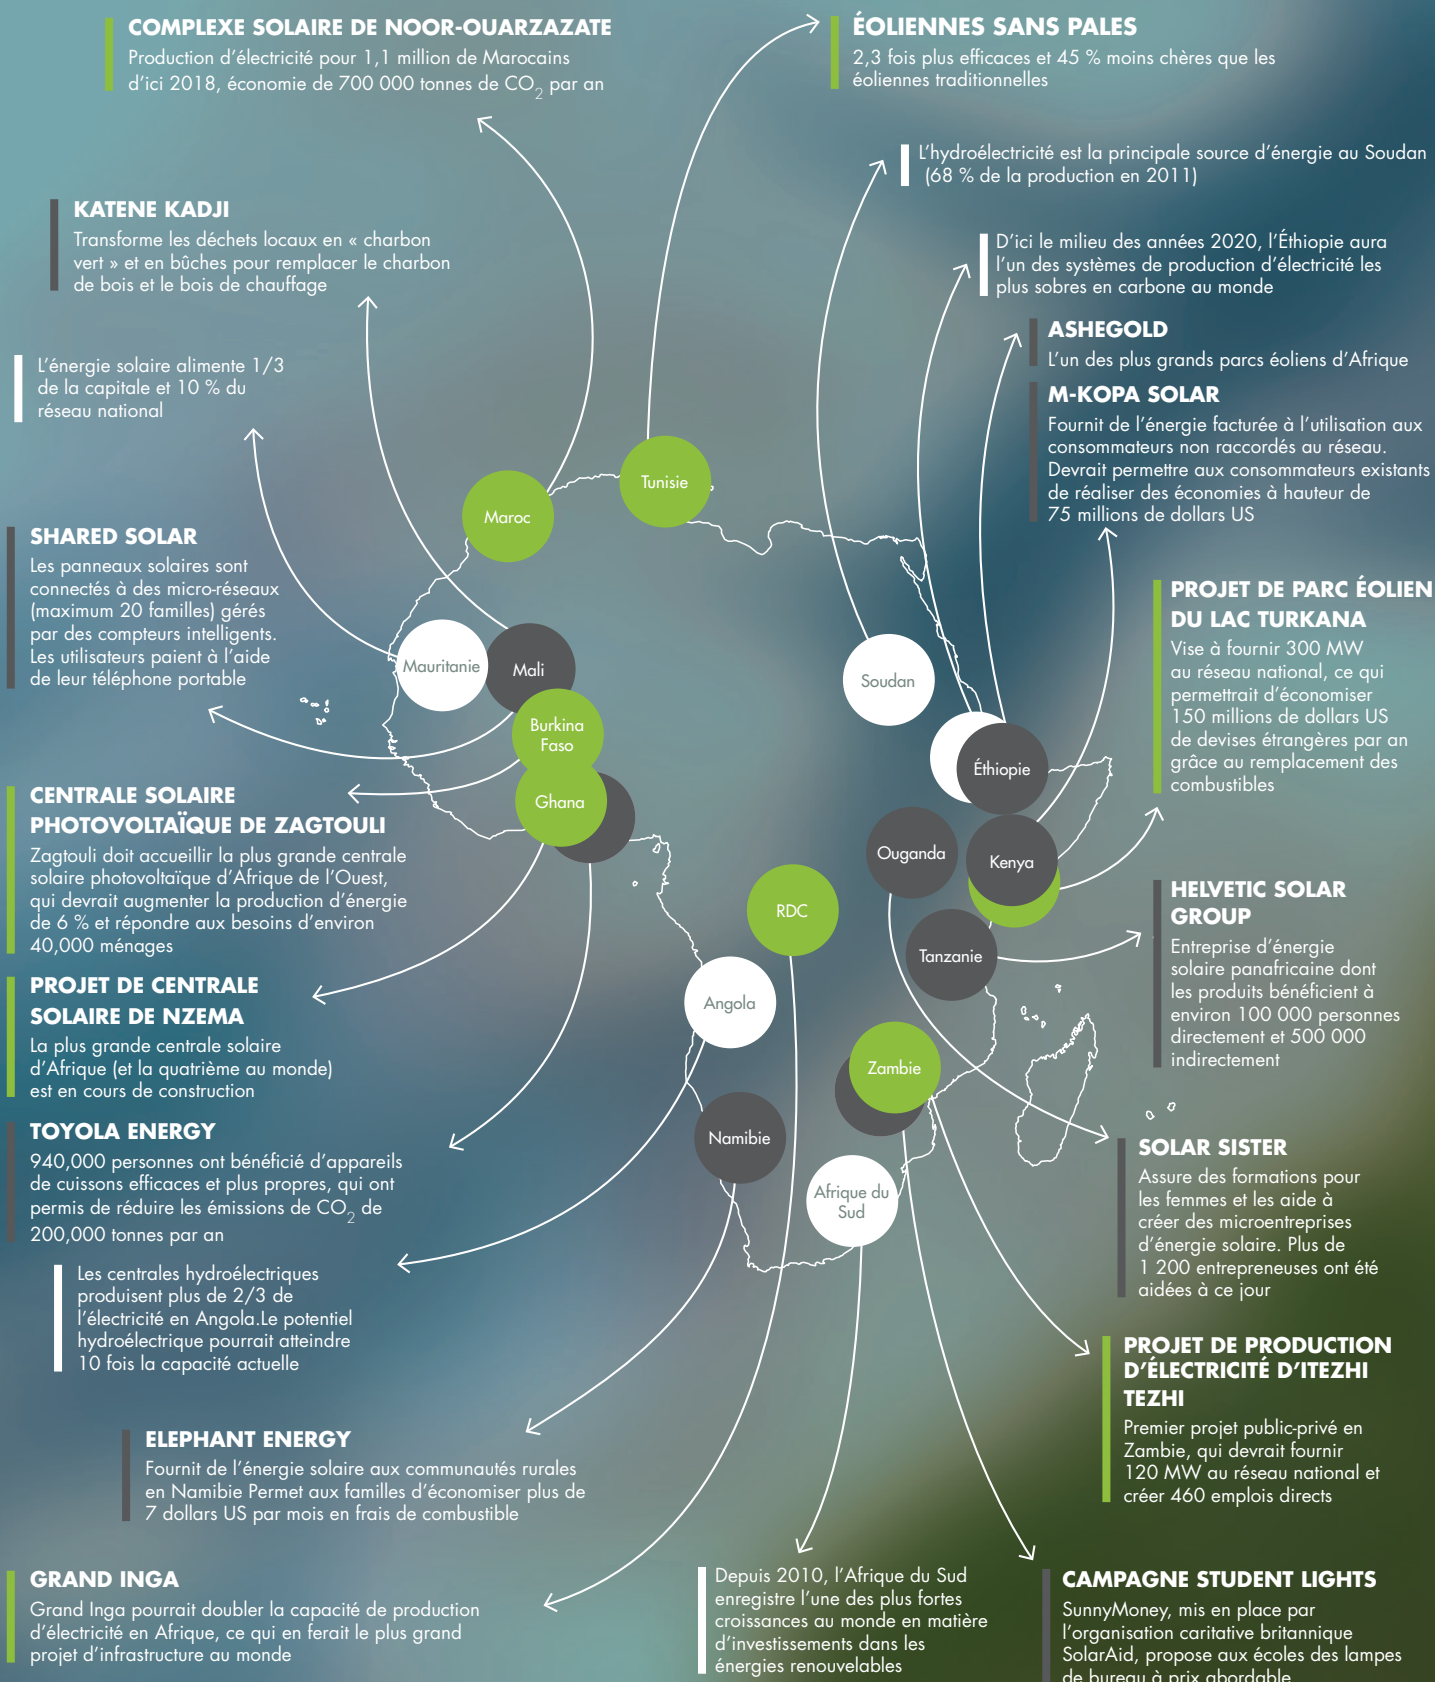 COMPLEXE SOLAIRE DE NOOR-OUARZAZATE
Production d'électricité pour 1,1 million de Marocains
d'ici 2018, économie de 700 000 tonnes de CO2 par an
ÉOLIENNES SANS PALES
2,3 fois plus efficaces et 45 % moins chères que les
éoliennes traditionnelles
L'hydroélectricité est la principale source d'énergie au Soudan
(68 % de la production en 2011)
KATENE KADJI
Transforme les déchets locaux en « charbon
vert » et en bûches pour remplacer le charbon
de bois et le bois de chauffage
D'ici le milieu des années 2020, l'Éthiopie aura
l'un des systèmes de production d'électricité les
plus sobres en carbone au monde
ASHEGOLD
L'un des plus grands parcs éoliens d'Afrique
L'énergie solaire alimente 1/3
de la capitale et 10 % du
réseau national
M-KOPA SOLAR
Fournit de l'énergie facturée à l'utilisation aux
consommateurs non raccordés au réseau.
Devrait permettre aux consommateurs existants
de réaliser des économies à hauteur de
75 millions de dollars US
SHARED SOLAR
Les panneaux solaires sont
connectés à des micro-réseaux
(maximum 20 familles) gérés
par des compteurs intelligents.
Les utilisateurs paient à l'aide
de leur téléphone portable
PROJET DE PARC ÉOLIEN
DU LAC TURKANA
Vise à fournir 300 MW
au réseau national, ce qui
permettrait d'économiser
150 millions de dollars US
de devises étrangères par an
grâce au remplacement des
combustibles
Tunisie
Maroc
Mauritanie
Mali
Soudan
Burkina
Faso
Éthiopie
Ghana
Ouganda
Kenya
RDC
Tanzanie
Angola
Zambie
Namibie
Afrique du
Sud
CENTRALE SOLAIRE
PHOTOVOLTAÏQUE DE ZAGTOULI
Zagtouli doit accueillir la plus grande centrale
solaire photovoltaïque d'Afrique de l'Ouest,
qui devrait augmenter la production d'énergie
de 6 % et répondre aux besoins d'environ
40,000 ménages
HELVETIC SOLAR
GROUP
Entreprise d'énergie
solaire panafricaine dont
les produits bénéficient à
environ 100 000 personnes
directement et 500 000
indirectement
PROJET DE CENTRALE
SOLAIRE DE NZEMA
La plus grande centrale solaire
d'Afrique (et la quatrième au monde)
est en cours de construction
TOYOLA ENERGY
940,000 personnes ont bénéficié d'appareils
de cuissons efficaces et plus propres, qui ont
permis de réduire les émissions de CO2 de
200,000 tonnes par an
SOLAR SISTER
Assure des formations pour
les femmes et les aide à
créer des microentreprises
d'énergie solaire. Plus de
1 200 entrepreneuses ont été
aidées à ce jour
Les centrales hydroélectriques
produisent plus de 2/3 de
l'électricité en Angola.Le potentiel
hydroélectrique pourrait atteindre
10 fois la capacité actuelle
PROJET DE PRODUCTION
D'ÉLECTRICITÉ D'ITEZHI
TEZHI
Premier projet public-privé en
Zambie, qui devrait fournir
120 MW au réseau national et
créer 460 emplois directs
ELEPHANT ENERGY
Fournit de l'énergie solaire aux communautés rurales
en Namibie Permet aux familles d'économiser plus de
7 dollars US par mois en frais de combustible
GRAND INGA
Grand Inga pourrait doubler la capacité de production
d'électricité en Afrique, ce qui en ferait le plus grand
projet d'infrastructure au monde
Depuis 2010, l'Afrique du Sud
enregistre l'une des plus fortes
croissances au monde en matière
d'investissements dans les
énergies renouvelables
CAMPAGNE STUDENT LIGHTS
SunnyMoney, mis en place par
l'organisation caritative britannique
SolarAid, propose aux écoles des lampes
de bureau à prix abordable